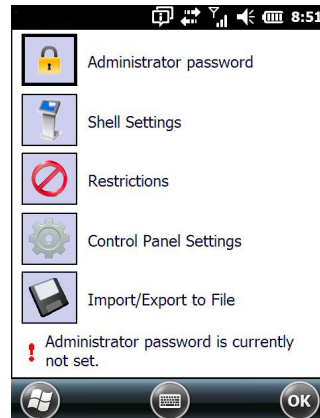 8:51
Administrator password
Shell Settings
Restrictions
Control Panel Settings
Import/Export to File
Administrator password is currently
not set.
OK